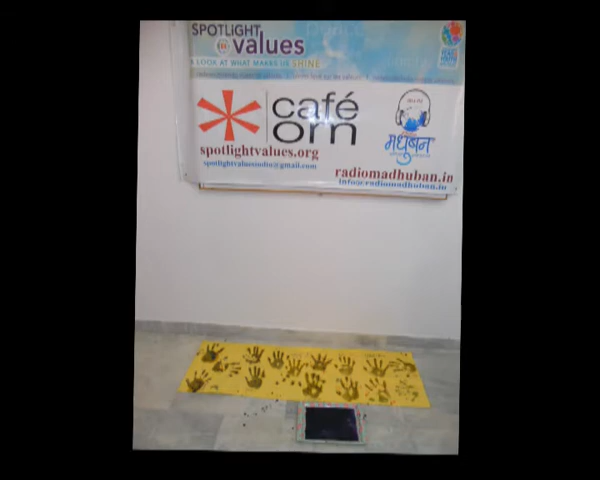 SPOTLIGHT
values
A LOOK AT WHAT MAKES US SHINE
café
orn
spotlightvalues.org
spotlightvaluesindia@gmail.com
मधुबन
radiomadhuban.in
info@radiomadhuban.in